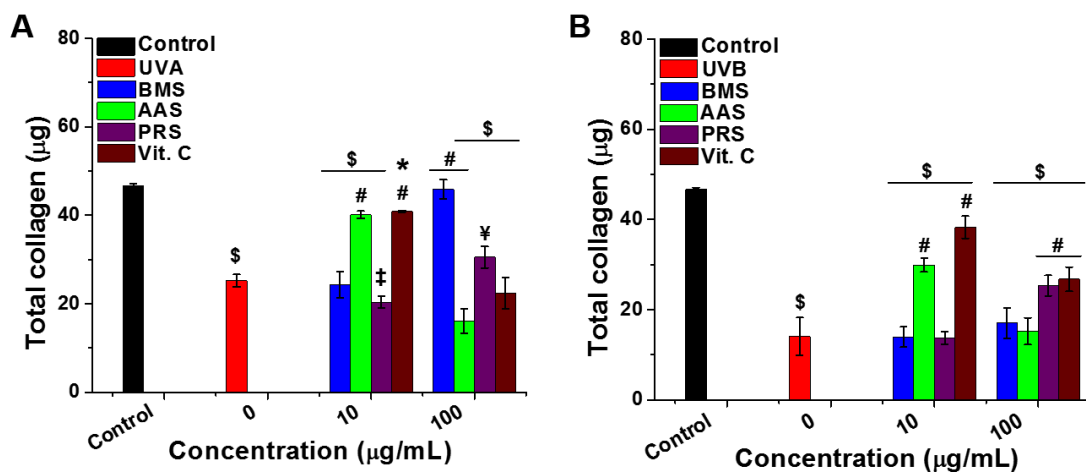 A
Total collagen (μg)
80
60
40
20
0
Control
UVA
BMS
AAS
PRS
Vit. C
$
$
#
‡
*
#
#
$
¥
Control
0
10
100
Concentration (μg/mL)
B
Total collagen (μg)
80
60
40
20
0
Control
UVB
BMS
AAS
PRS
Vit. C
$
$
#
#
$
#
Control
0
10
100
Concentration (μg/mL)